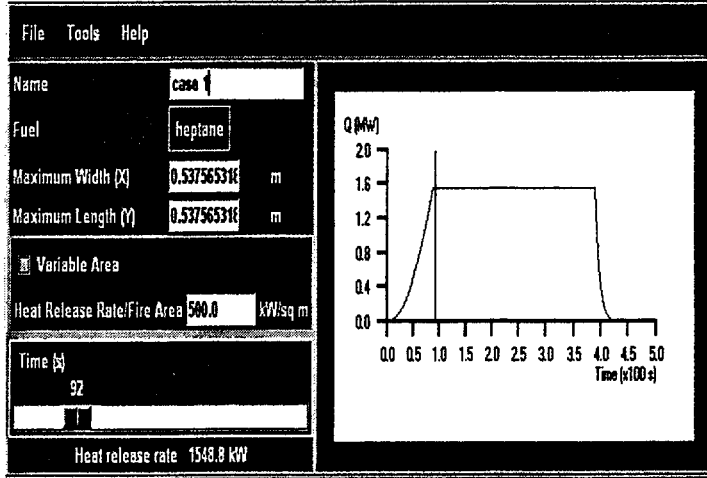 File Tools Help
Name case 1
Fuel heptane
Maximum Width (X) 0.537565318 m
Maximum Length (Y) 0.537565318 m
Variable Area
Heat Release Rate/Fire Area 500.0 kW/sq m
Time (s)
92
Heat release rate 1548.8 kW
Q (MW)
2.0
1.6
1.2
0.8
0.4
0.0
0.0 0.5 1.0 1.5 2.0 2.5 3.0 3.5 4.0 4.5 5.0
Time (x100 s)